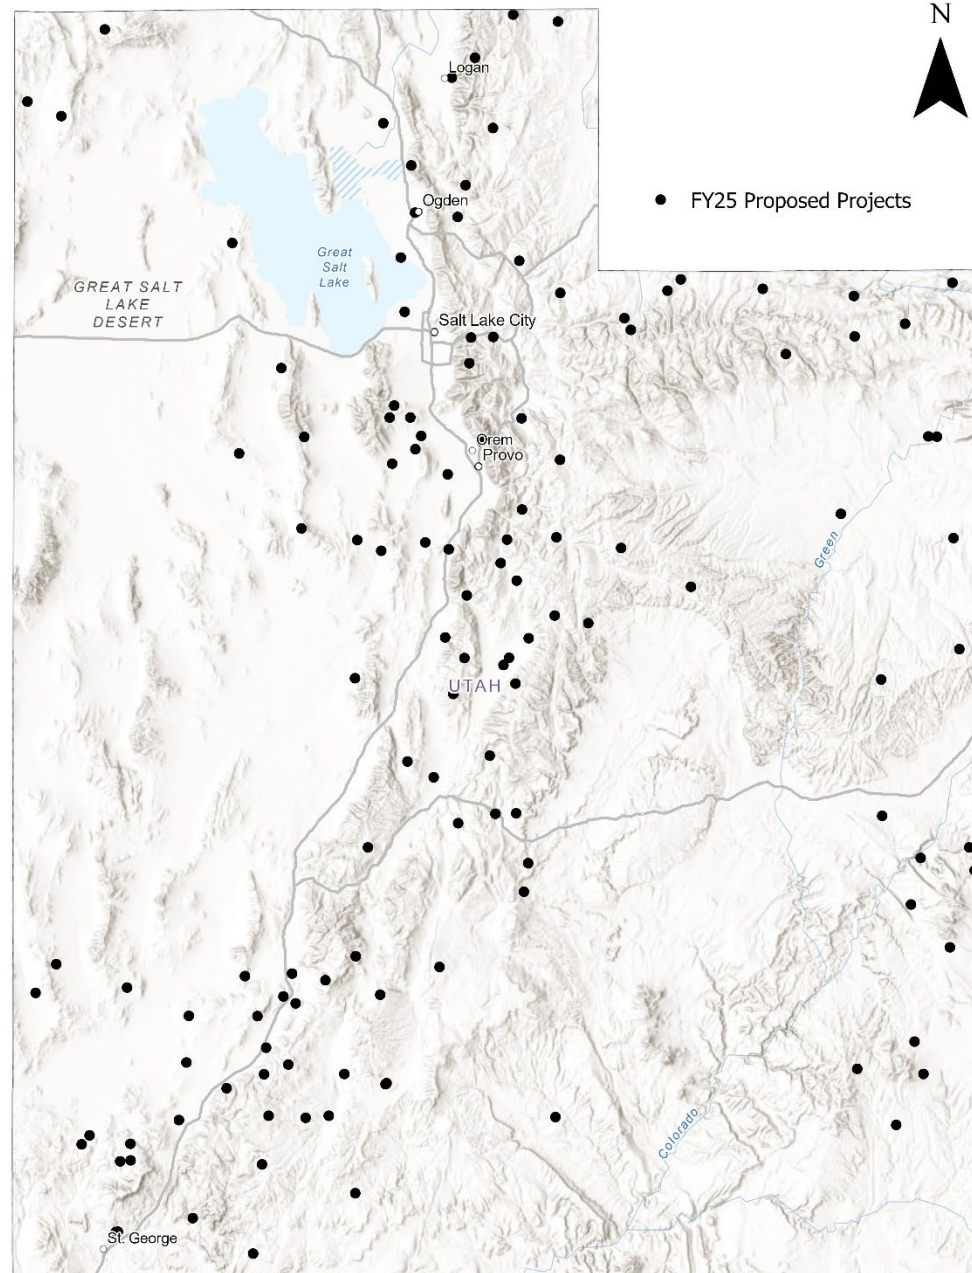 N
Logan
FY25 Proposed Projects
Ogden
Great
Salt
Lake
GREAT SALT
LAKE
DESERT
Salt Lake City
Orem
Provo
Green
UTAH
Colorado
St. George